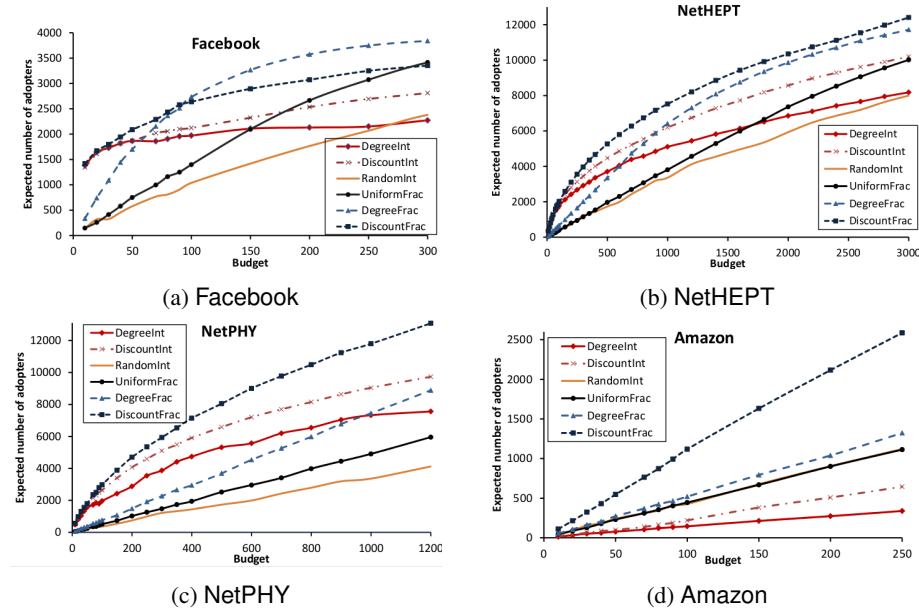 Facebook
Expected number of adopters
4000
3500
3000
2500
2000
1500
1000
500
0
0 50 100 150 200 250 300
Budget
DegreeInt
DiscountInt
RandomInt
UniformFrac
DegreeFrac
DiscountFrac
(a) Facebook
NetHEPT
Expected number of adopters
12000
10000
8000
6000
4000
2000
0
0 500 1000 1500 2000 2500 3000
Budget
DegreeInt
DiscountInt
RandomInt
UniformFrac
DegreeFrac
DiscountFrac
(b) NetHEPT
NetPHY
Expected number of adopters
12000
10000
8000
6000
4000
2000
0
0 200 400 600 800 1000 1200
Budget
DegreeInt
DiscountInt
RandomInt
UniformFrac
DegreeFrac
DiscountFrac
(c) NetPHY
Amazon
Expected number of adopters
2500
2000
1500
1000
500
0
0 50 100 150 200 250
Budget
DegreeInt
DiscountInt
RandomInt
UniformFrac
DegreeFrac
DiscountFrac
(d) Amazon